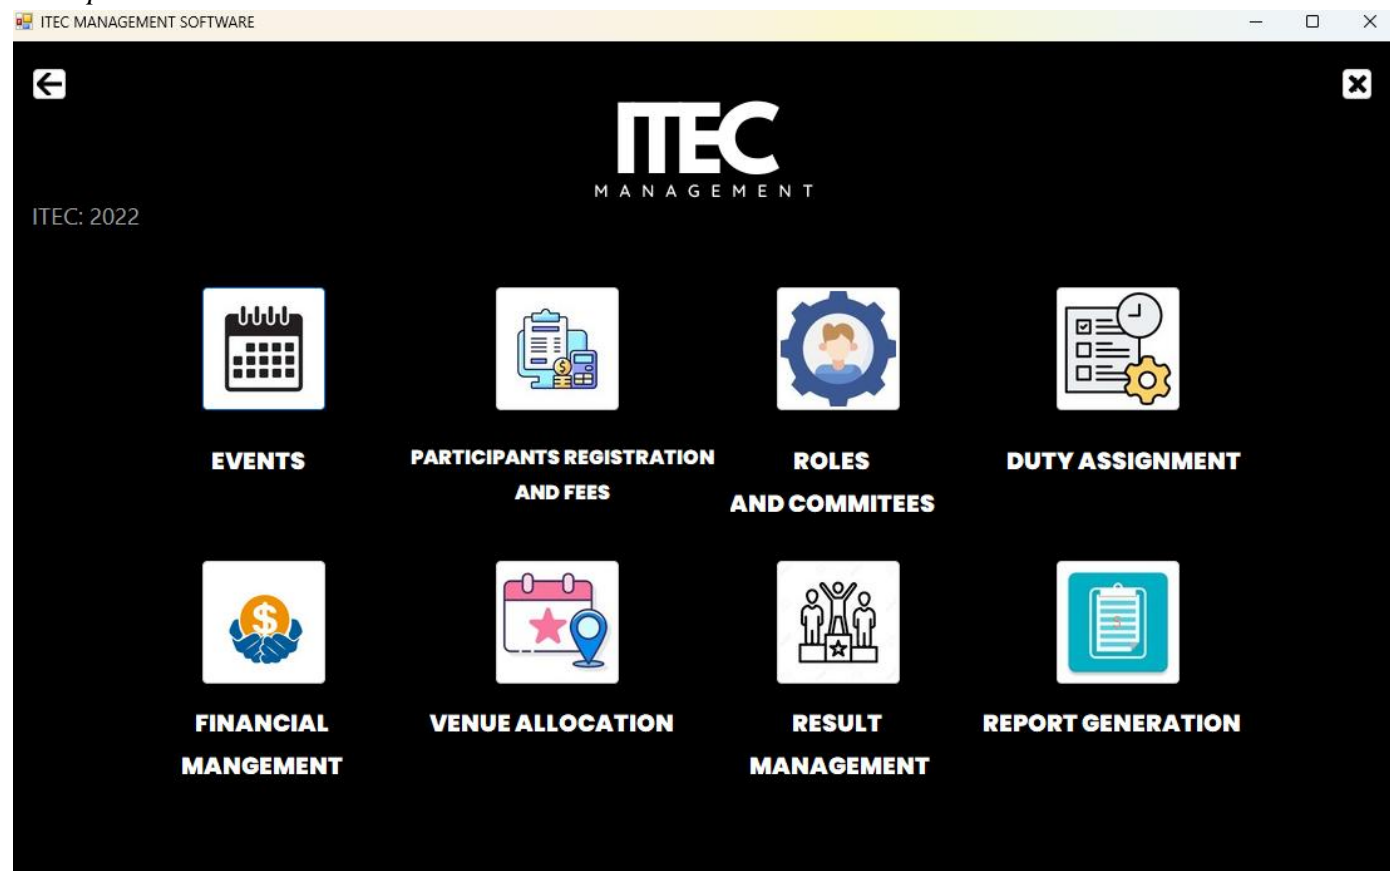 ITEC MANAGEMENT SOFTWARE
ITEC
MANAGEMENT
ITEC: 2022
EVENTS
PARTICIPANTS REGISTRATION
AND FEES
ROLES
AND COMMITEES
DUTY ASSIGNMENT
FINANCIAL
MANGEMENT
VENUE ALLOCATION
RESULT
MANAGEMENT
REPORT GENERATION